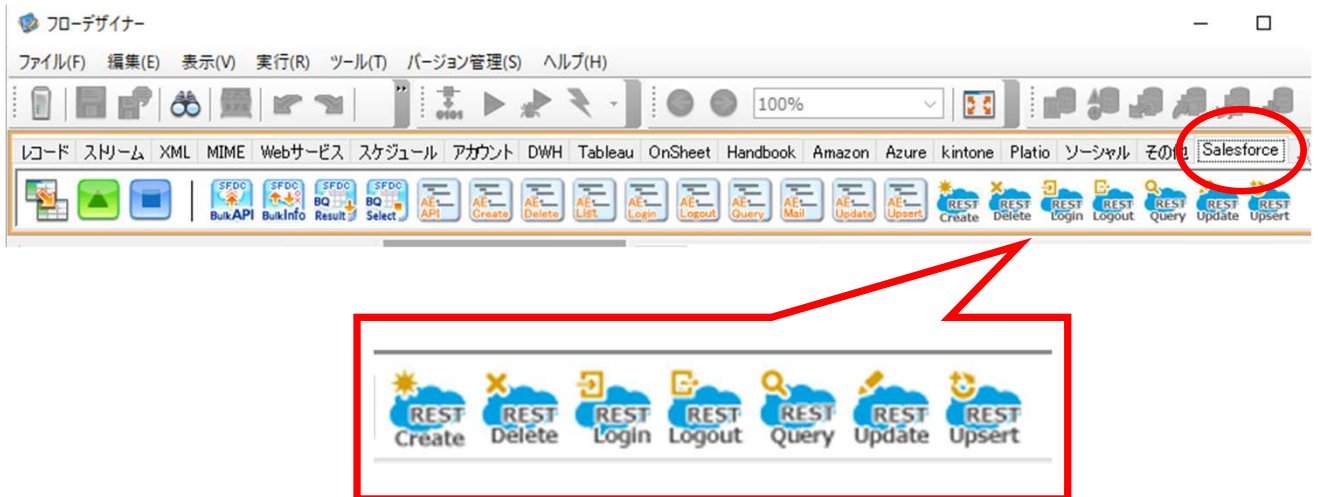 フローデザイナー
ファイル(F) 編集(E) 表示(V) 実行(R) ツール(T) バージョン管理(S) ヘルプ(H)
0101 100%
レコード ストリーム XML MIME Webサービス スケジュール アカウント DWH Tableau OnSheet Handbook Amazon Azure kintone Platio ソーシャル その他 Salesforce
SFDC BulkAPI SFDC BulkInfo SFDC BQ Result SFDC BQ Select AE API AE Create AE Delete AE List AE Login AE Logout AE Query AE Mail AE Update AE Upsert REST Create REST Delete REST Login REST Logout REST Query REST Update REST Upsert
REST REST REST REST REST REST REST
Create Delete Login Logout Query Update Upsert